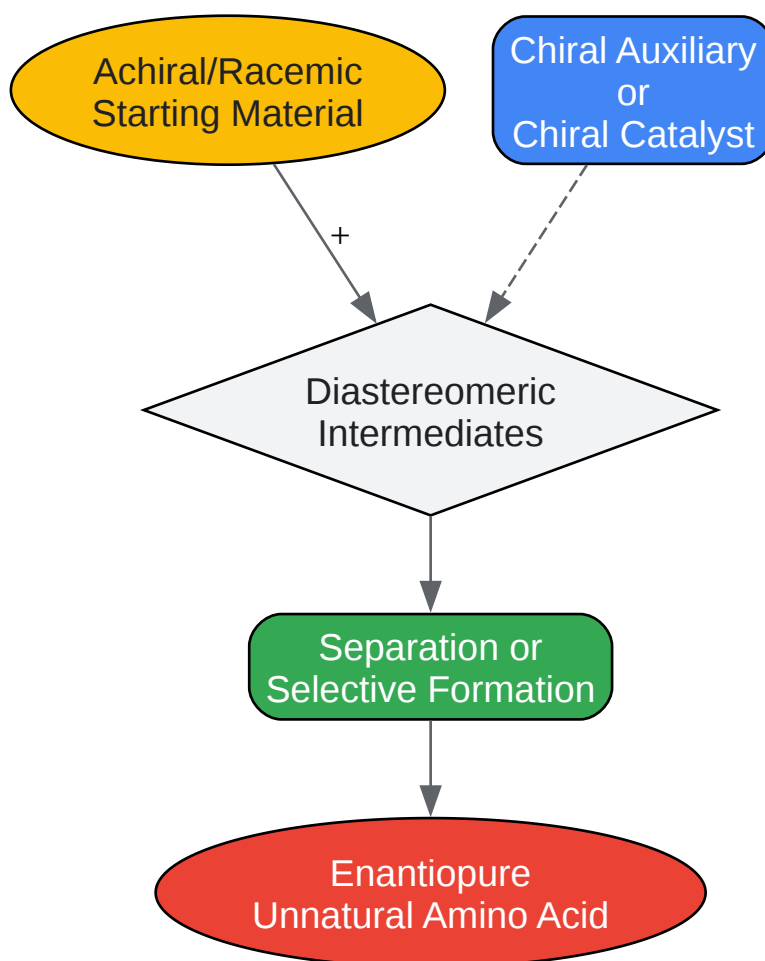 Achiral/Racemic
Starting Material
Chiral Auxiliary
or
Chiral Catalyst
+
Diastereomeric
Intermediates
Separation or
Selective Formation
Enantiopure
Unnatural Amino Acid